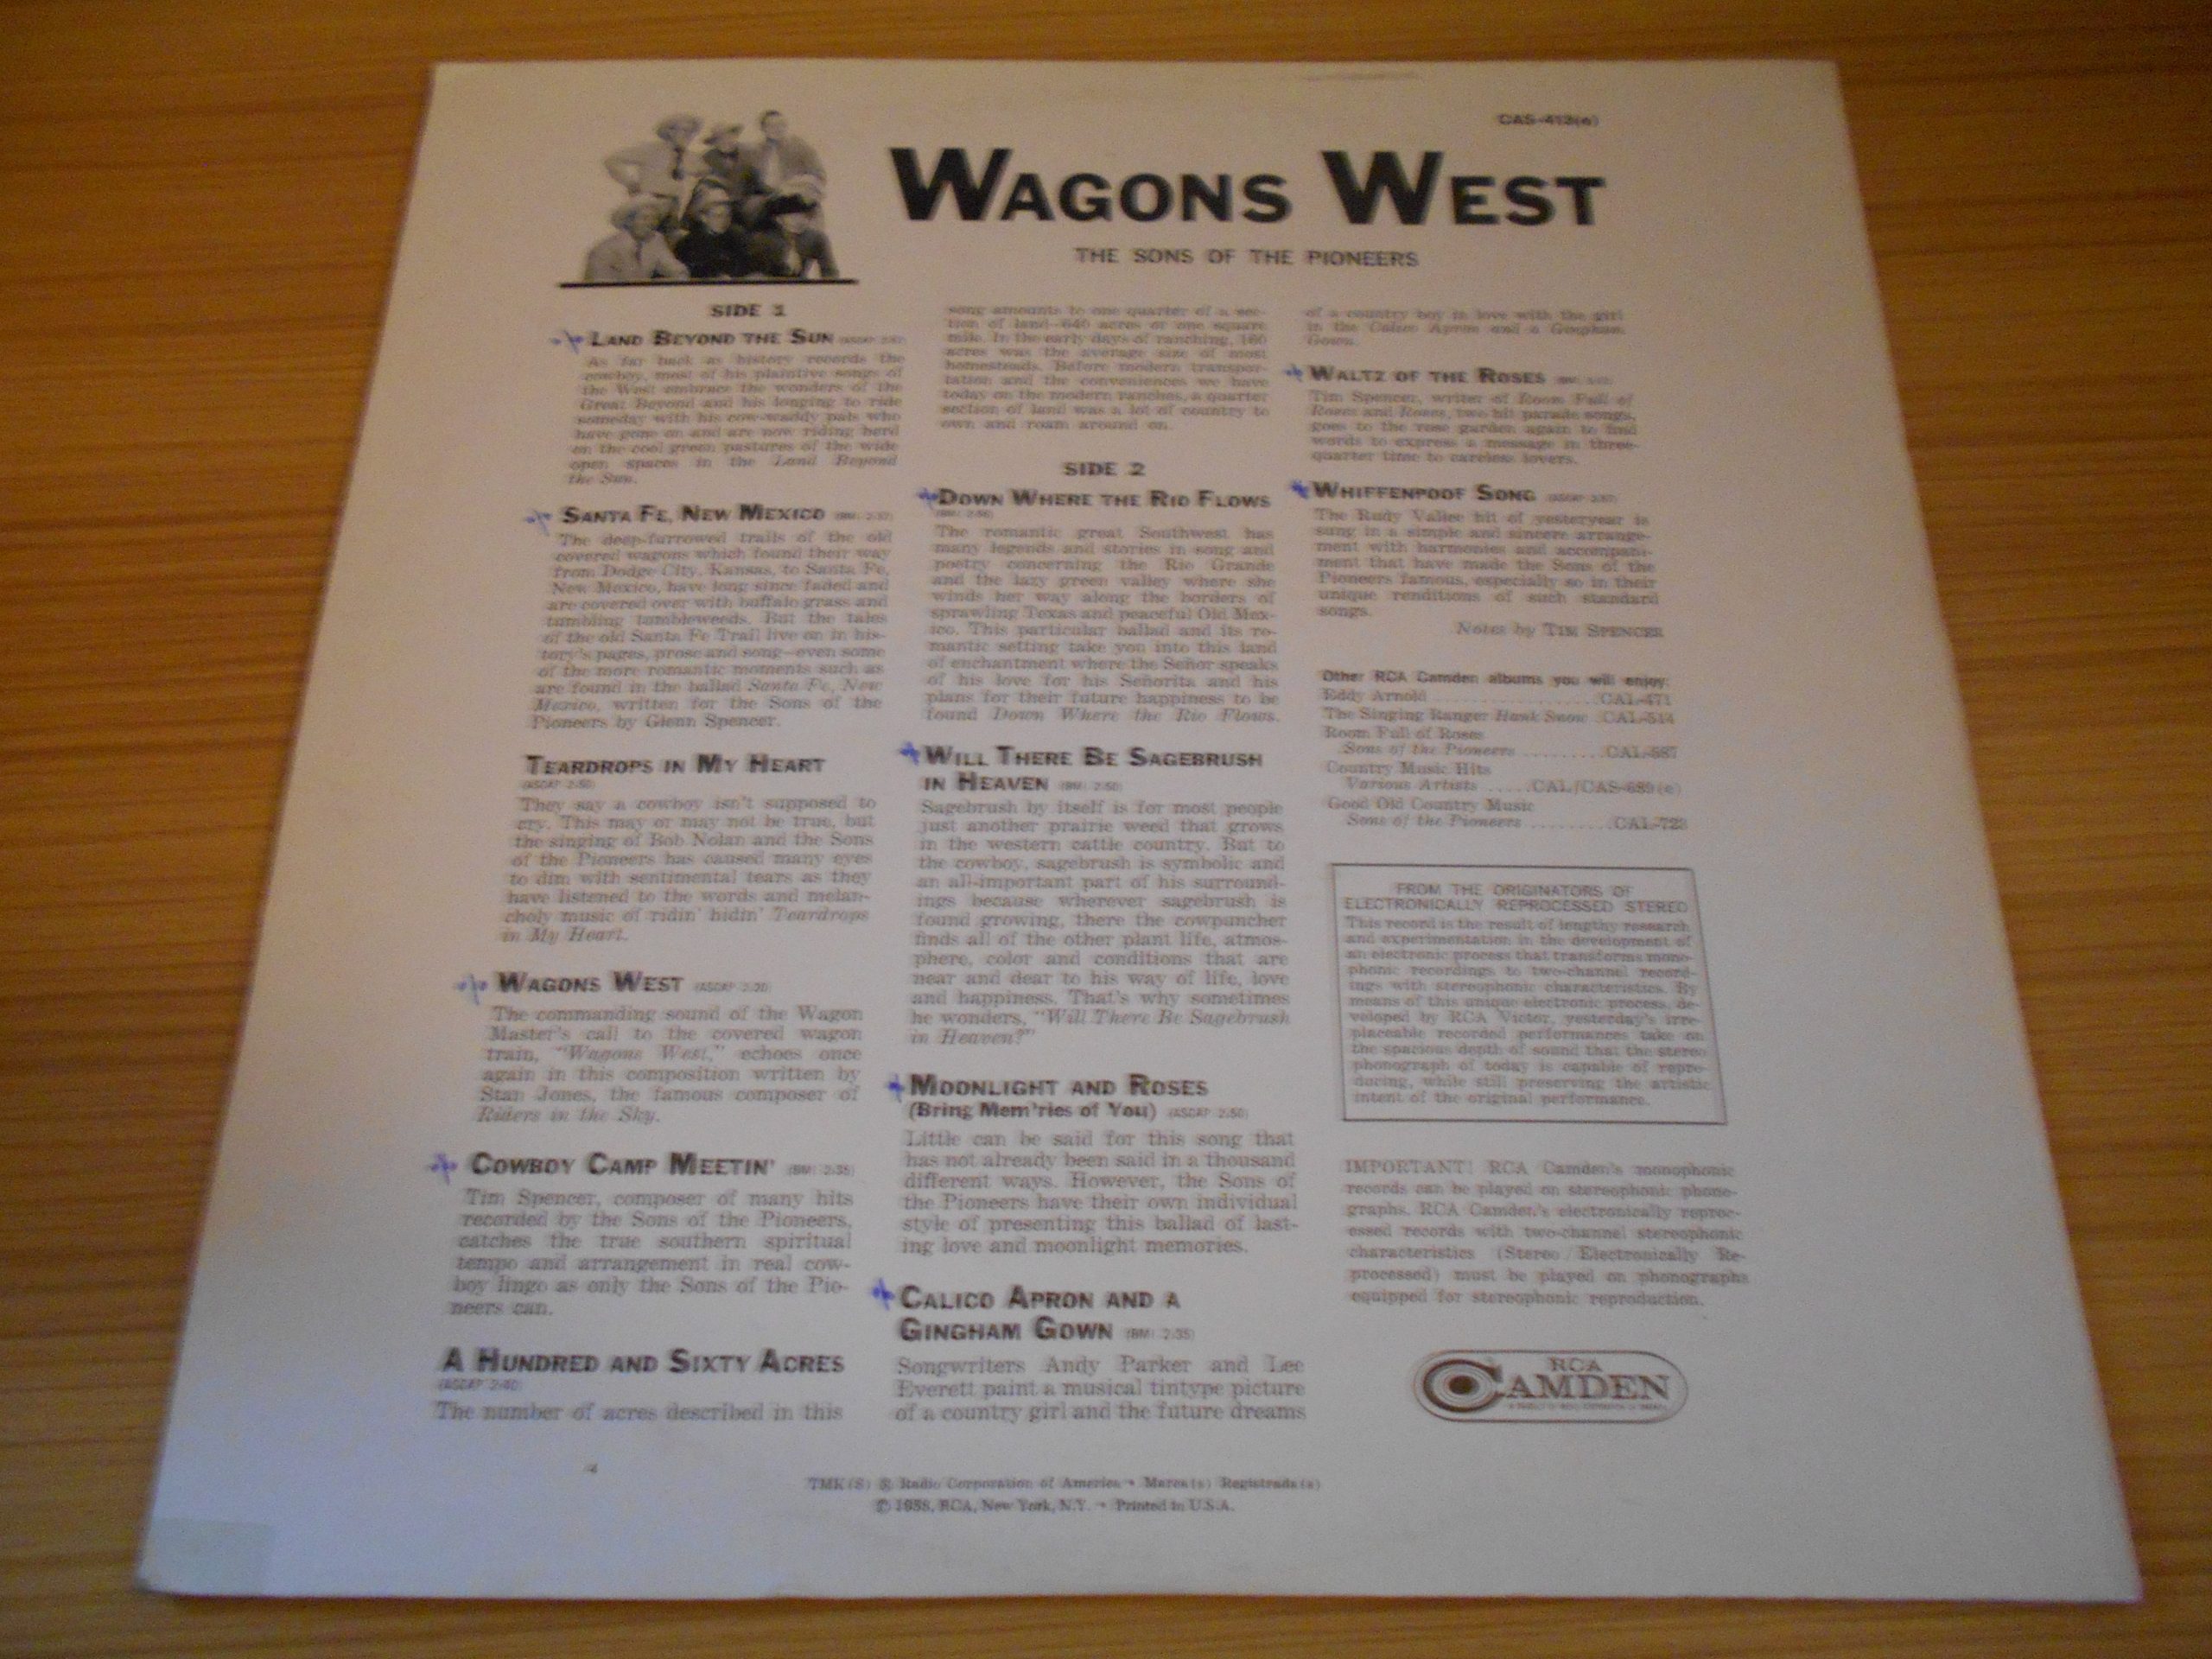 CAS-413(e)
WAGONS WEST
THE SONS OF THE PIONEERS
SIDE 1
LAND BEYOND THE SUN (ASCAP
As far back as history records the
cowboy, most of his plaintive songs of
the West embrace the wonders of the
Great Beyond and his longing to ride
someday with his cow-waddy pals who
have gone on and are now riding herd
on the cool green pastures of the wide
open spaces in the Land Beyond
the Sun.
SANTA FE, NEW MEXICO (BMI 2:37)
The deep-furrowed trails of the old
covered wagons which found their way
from Dodge City, Kansas, to Santa Fe,
New Mexico, have long since faded and
are covered over with buffalo grass and
tumbling tumbleweeds. But the tales
of the old Santa Fe Trail live on in his-
tory's pages, prose and song—even some
of the more romantic moments such as
are found in the ballad Santa Fe, New
Mexico, written for the Sons of the
Pioneers by Glenn Spencer.
TEARDROPS IN MY HEART
(ASCAP 2:50)
They say a cowboy isn't supposed to
cry. This may or may not be true, but
the singing of Bob Nolan and the Sons
of the Pioneers has caused many eyes
to dim with sentimental tears as they
have listened to the words and melan-
choly music of ridin' hidin' Teardrops
in My Heart.
WAGONS WEST (ASCAP 2:20)
The commanding sound of the Wagon
Master's call to the covered wagon
train, "Wagons West," echoes once
again in this composition written by
Stan Jones, the famous composer of
Riders in the Sky.
COWBOY CAMP MEETIN' (BMI 2:35)
Tim Spencer, composer of many hits
recorded by the Sons of the Pioneers,
catches the true southern spiritual
tempo and arrangement in real cow-
boy lingo as only the Sons of the Pio-
neers can.
A HUNDRED AND SIXTY ACRES
(ASCAP 2:40)
The number of acres described in this
song amounts to one quarter of a sec-
tion of land—640 acres or one square
mile. In the early days of ranching, 160
acres was the average size of most
homesteads. Before modern transpor-
tation and the conveniences we have
today on the modern ranches, a quarter
section of land was a lot of country to
own and roam around on.
SIDE 2
DOWN WHERE THE RIO FLOWS
(BMI 2:56)
The romantic great Southwest has
many legends and stories in song and
poetry concerning the Rio Grande
and the lazy green valley where she
winds her way along the borders of
sprawling Texas and peaceful Old Mex-
ico. This particular ballad and its ro-
mantic setting take you into this land
of enchantment where the Señor speaks
of his love for his Señorita and his
plans for their future happiness to be
found Down Where the Rio Flows.
WILL THERE BE SAGEBRUSH
IN HEAVEN (BMI 2:50)
Sagebrush by itself is for most people
just another prairie weed that grows
in the western cattle country. But to
the cowboy, sagebrush is symbolic and
an all-important part of his surround-
ings because wherever sagebrush is
found growing, there the cowpuncher
finds all of the other plant life, atmos-
phere, color and conditions that are
near and dear to his way of life, love
and happiness. That's why sometimes
he wonders, "Will There Be Sagebrush
in Heaven?"
MOONLIGHT AND ROSES
(Bring Mem'ries of You) (ASCAP 2:50)
Little can be said for this song that
has not already been said in a thousand
different ways. However, the Sons of
the Pioneers have their own individual
style of presenting this ballad of last-
ing love and moonlight memories.
CALICO APRON AND A
GINGHAM GOWN (BMI 2:35)
Songwriters Andy Parker and Lee
Everett paint a musical tintype picture
of a country girl and the future dreams
of a country boy in love with the girl
in the Calico Apron and a Gingham
Gown.
WALTZ OF THE ROSES (BMI
Tim Spencer, writer of Room Full of
Roses and Roses, two hit parade songs,
goes to the rose garden again to find
words to express a message in three-
quarter time to careless lovers.
WHIFFENPOOF SONG (ASCAP
The Rudy Vallee hit of yesteryear is
sung in a simple and sincere arrange-
ment with harmonies and accompani-
ment that have made the Sons of the
Pioneers famous, especially so in their
unique renditions of such standard
songs.
Notes by TIM SPENCER
Other RCA Camden albums you will enjoy:
Eddy Arnold ..................CAL-471
The Singing Ranger Hank Snow ..CAL-514
Room Full of Roses
Sons of the Pioneers .........CAL-587
Country Music Hits
Various Artists .....CAL/CAS-689(e)
Good Old Country Music
Sons of the Pioneers .........CAL-723
FROM THE ORIGINATORS OF
ELECTRONICALLY REPROCESSED STEREO
This record is the result of lengthy research
and experimentation in the development of
an electronic process that transforms mono-
phonic recordings to two-channel record-
ings with stereophonic characteristics. By
means of this unique electronic process, de-
veloped by RCA Victor, yesterday's irre-
placeable recorded performances take on
the spacious depth of sound that the stereo
phonograph of today is capable of repro-
ducing, while still preserving the artistic
intent of the original performance.
IMPORTANT! RCA Camden's monophonic
records can be played on stereophonic phono-
graphs. RCA Camden's electronically reproc-
essed records with two-channel stereophonic
characteristics (Stereo/Electronically Re-
processed) must be played on phonographs
equipped for stereophonic reproduction.
RCA
CAMDEN
TMK(S) ® Radio Corporation of America • Marca(s) Registrada(s)
© 1958, RCA, New York, N.Y. • Printed in U.S.A.